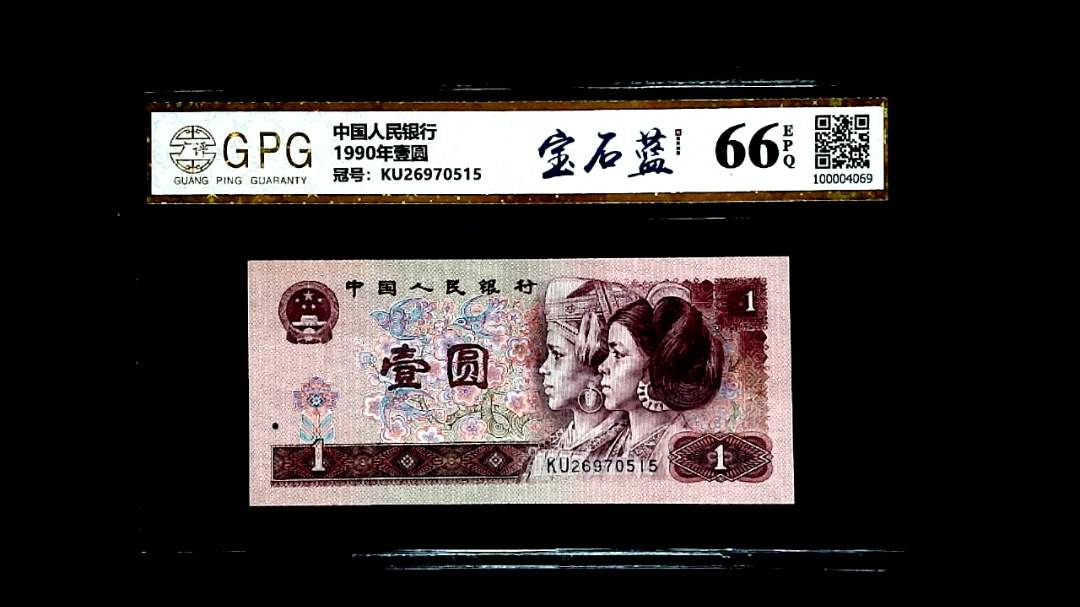 广评
GPG
GUANG PING GUARANTY
中国人民银行
1990年壹圆
冠号：KU26970515
宝石蓝
66
EPQ
100004069
中国人民银行
1
壹圆
1
KU26970515
1